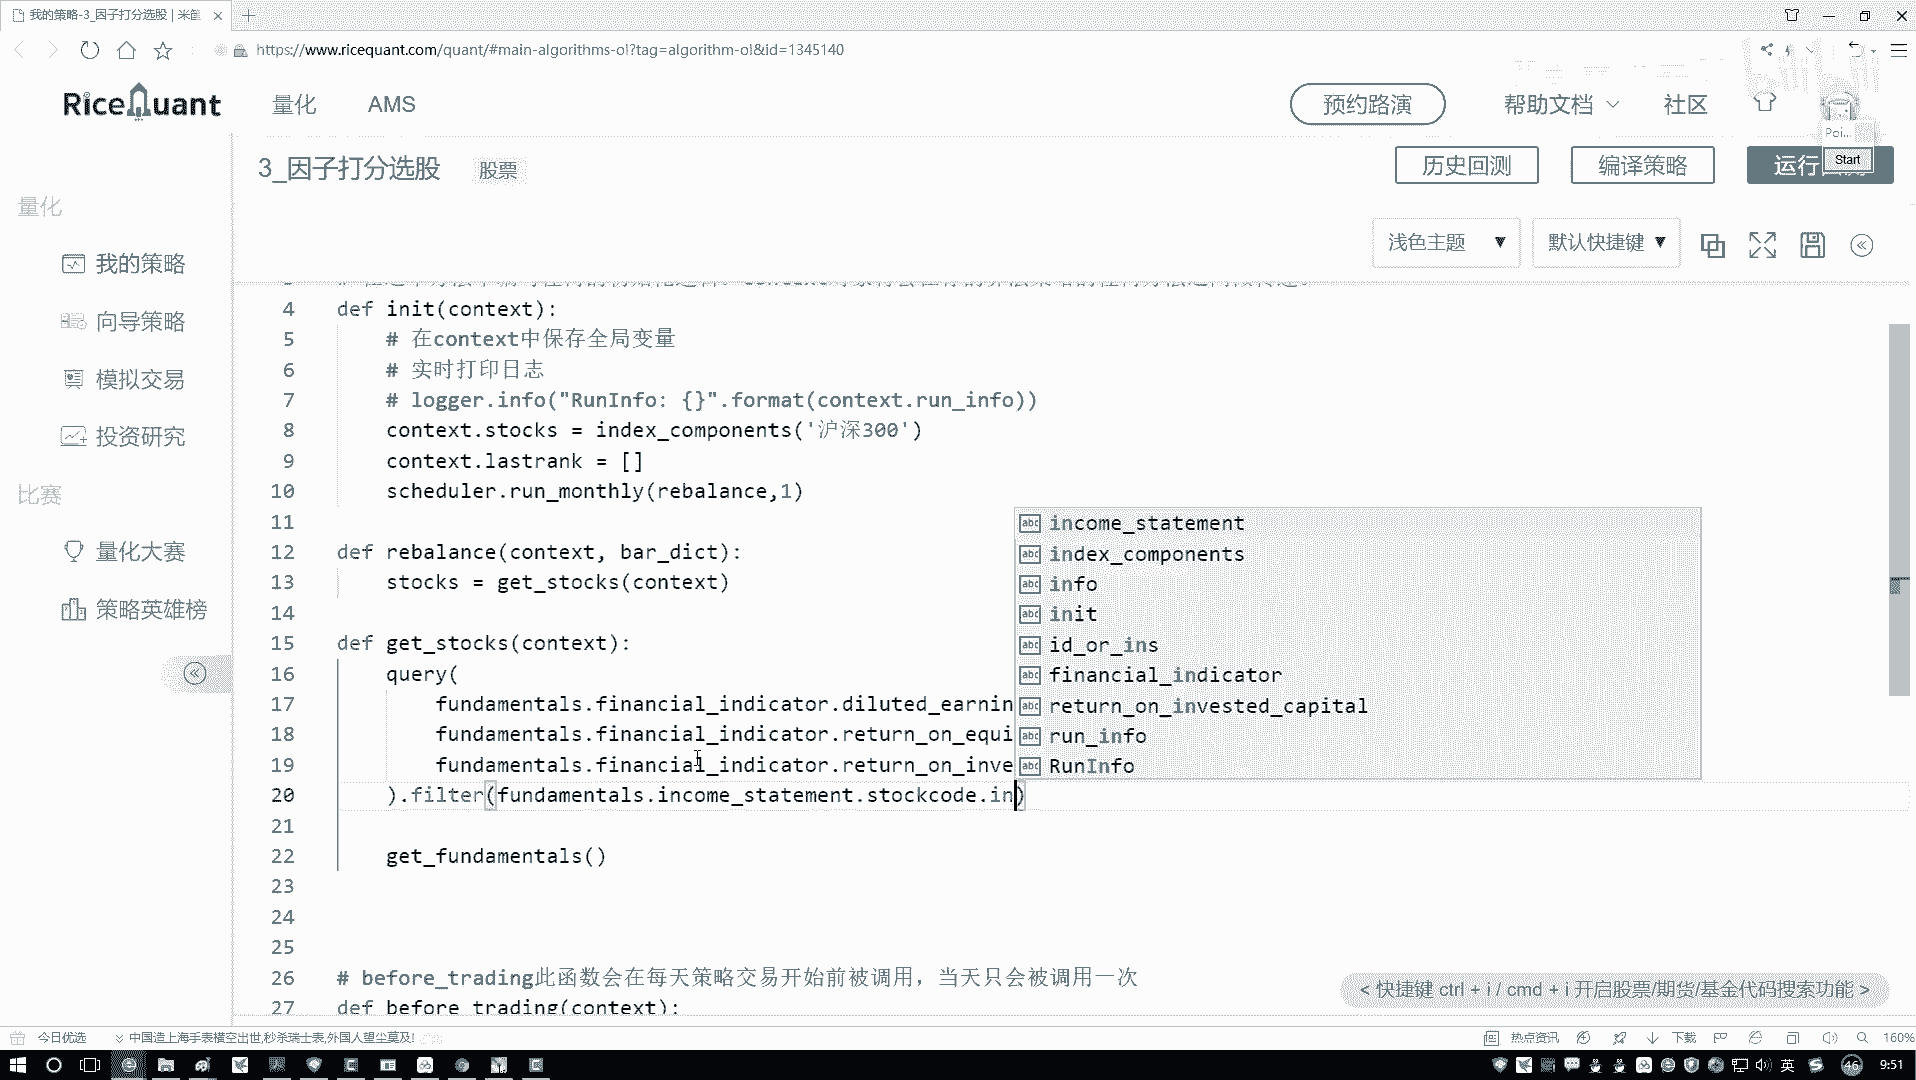 我的策略-3_因子打分选股 | 米筐
https://www.ricequant.com/quant/#main-algorithms-ol?tag=algorithm-ol&id=1345140
RiceQuant
量化
AMS
预约路演
帮助文档
社区
Poi...
Start
3_因子打分选股
股票
历史回测
编译策略
运行
浅色主题
默认快捷键
量化
我的策略
向导策略
模拟交易
投资研究
比赛
量化大赛
策略英雄榜
4 def init(context):
5 # 在context中保存全局变量
6 # 实时打印日志
7 # logger.info("RunInfo: {}".format(context.run_info))
8 context.stocks = index_components('沪深300')
9 context.lastrank = []
10 scheduler.run_monthly(rebalance,1)
11
12 def rebalance(context, bar_dict):
13 stocks = get_stocks(context)
14
15 def get_stocks(context):
16 query(
17 fundamentals.financial_indicator.diluted_earnin
18 fundamentals.financial_indicator.return_on_equi
19 fundamentals.financial_indicator.return_on_inve
20 ).filter(fundamentals.income_statement.stockcode.in)
21
22 get_fundamentals()
23
24
25
26 # before_trading此函数会在每天策略交易开始前被调用，当天只会被调用一次
27 def before_trading(context):
income_statement
index_components
info
init
id_or_ins
financial_indicator
return_on_invested_capital
run_info
RunInfo
< 快捷键 ctrl + i / cmd + i 开启股票/期货/基金代码搜索功能 >
今日优选
中国造上海手表横空出世,秒杀瑞士表,外国人望尘莫及!
热点资讯
下载
160%
英
46
9:51